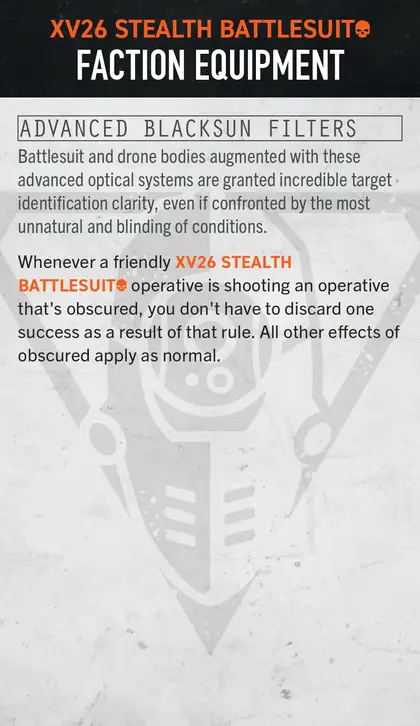 XV26 STEALTH BATTLESUIT
FACTION EQUIPMENT
ADVANCED BLACKSUN FILTERS
Battlesuit and drone bodies augmented with these
advanced optical systems are granted incredible target
identification clarity, even if confronted by the most
unnatural and blinding of conditions.
Whenever a friendly XV26 STEALTH
BATTLESUIT operative is shooting an operative
that's obscured, you don't have to discard one
success as a result of that rule. All other effects of
obscured apply as normal.